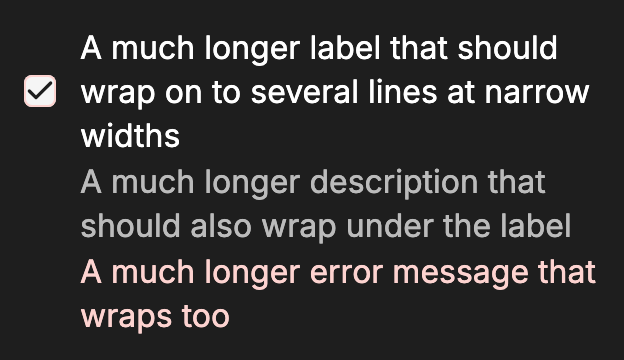 A much longer label that should
wrap on to several lines at narrow
widths
A much longer description that
should also wrap under the label
A much longer error message that
wraps too